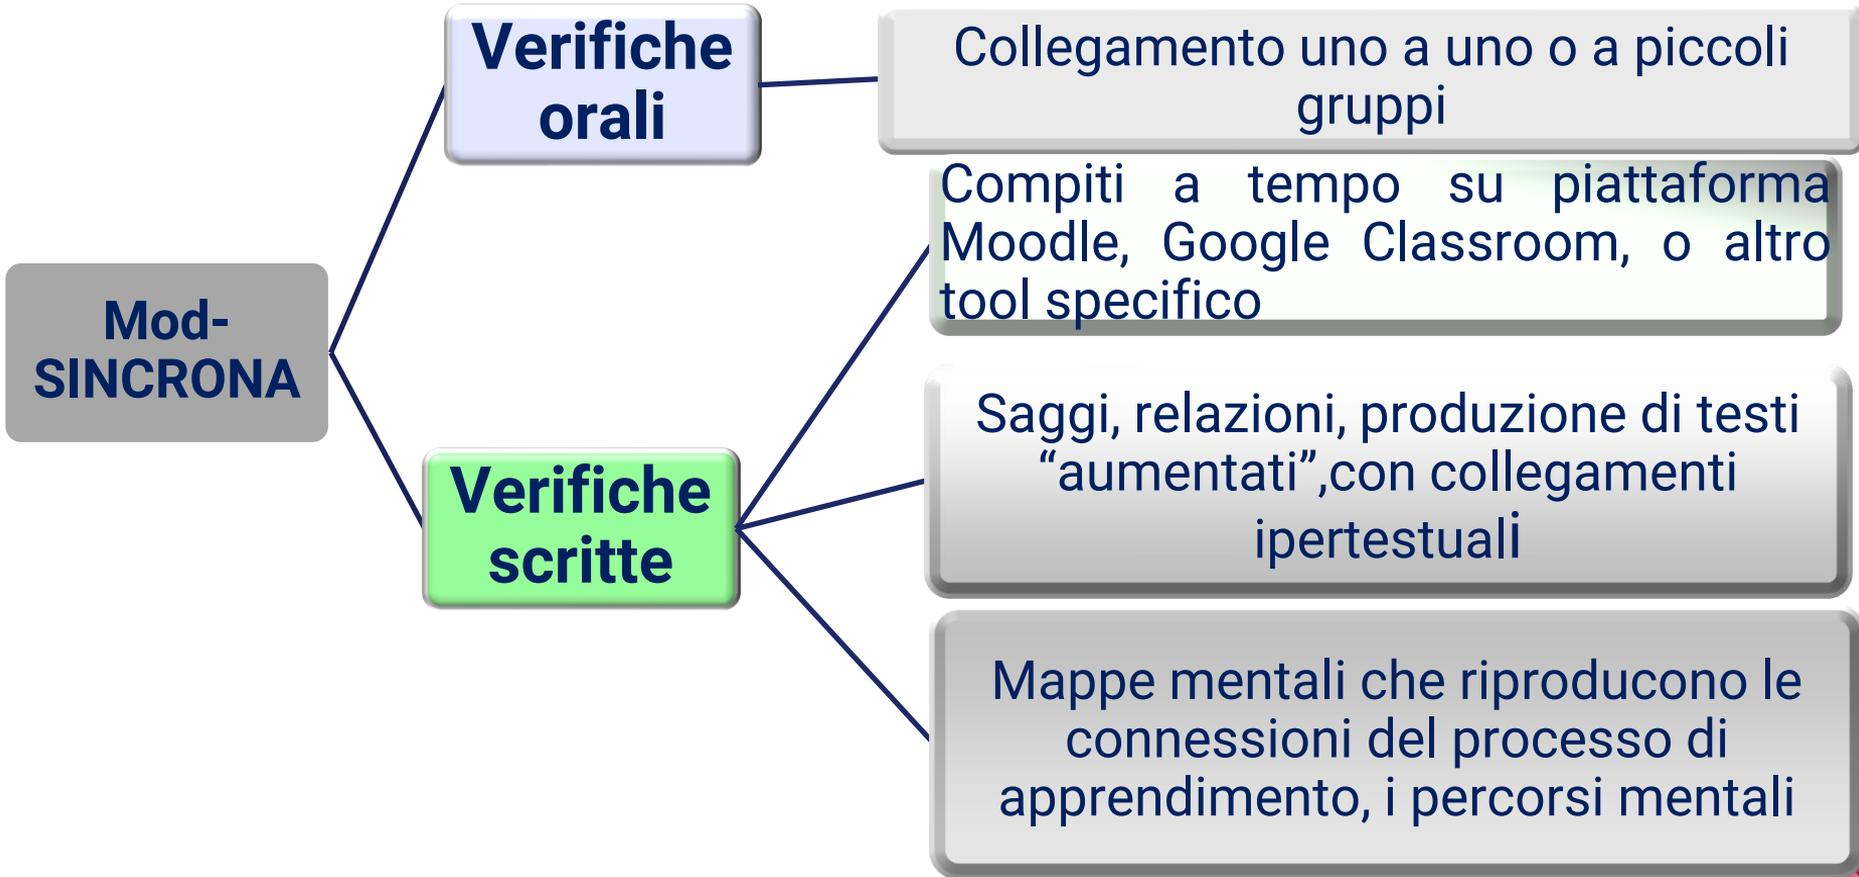 Verifiche
orali
Collegamento uno a uno o a piccoli
gruppi
Mod-
SINCRONA
Verifiche
scritte
Compiti a tempo su piattaforma
Moodle, Google Classroom, o altro
tool specifico
Saggi, relazioni, produzione di testi
“aumentati”,con collegamenti
ipertestuali
Mappe mentali che riproducono le
connessioni del processo di
apprendimento, i percorsi mentali